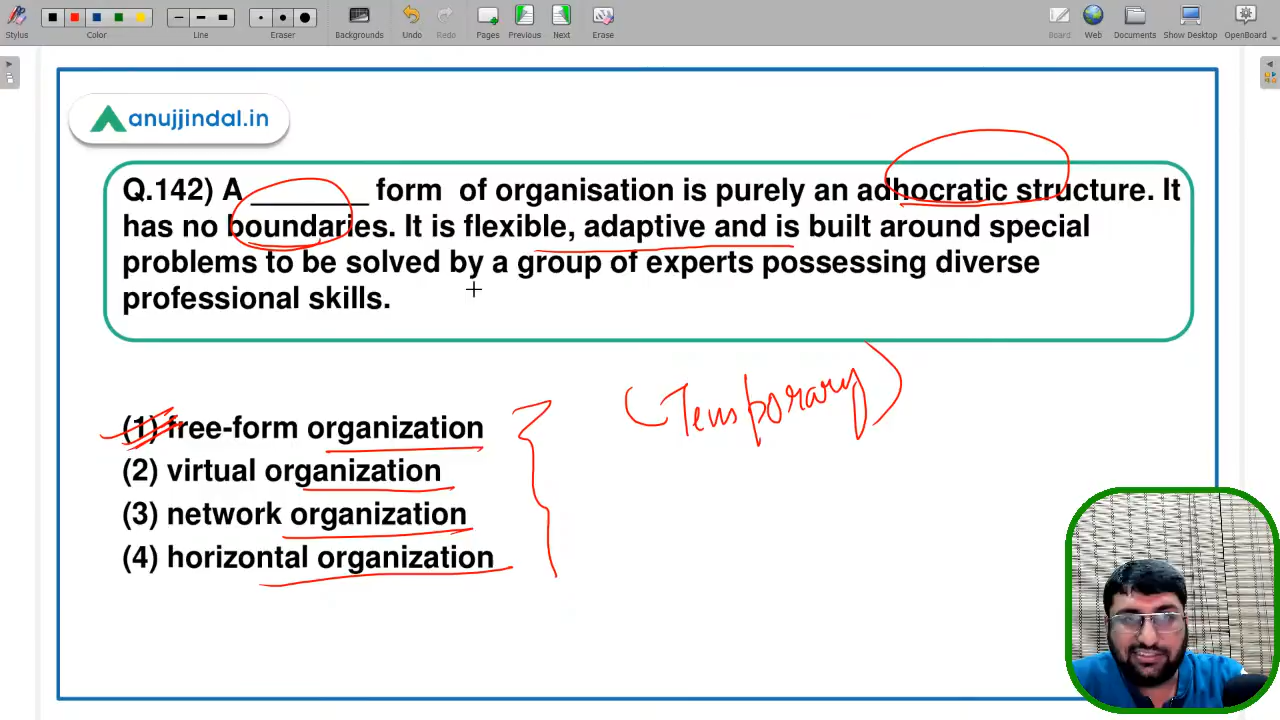 Stylus
Color
Line
Eraser
Backgrounds
Undo
Redo
Pages
Previous
Next
Erase
Board
Web
Documents
Show Desktop
OpenBoard
anujjindal.in
Q.142) A _______ form of organisation is purely an adhocratic structure. It
has no boundaries. It is flexible, adaptive and is built around special
problems to be solved by a group of experts possessing diverse
professional skills.
(Temporary)
(1) free-form organization
(2) virtual organization
(3) network organization
(4) horizontal organization